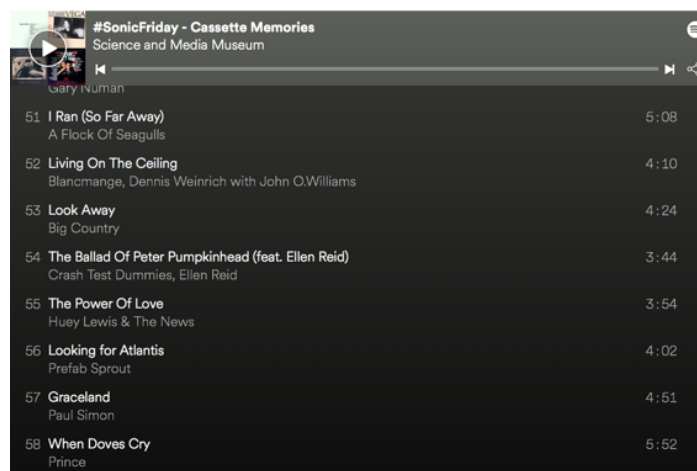 #SonicFriday - Cassette Memories
Science and Media Museum
Gary Numan
51 I Ran (So Far Away) 5:08
A Flock Of Seagulls
52 Living On The Ceiling 4:10
Blancmange, Dennis Weinrich with John O.Williams
53 Look Away 4:24
Big Country
54 The Ballad Of Peter Pumpkinhead (feat. Ellen Reid) 3:44
Crash Test Dummies, Ellen Reid
55 The Power Of Love 3:54
Huey Lewis & The News
56 Looking for Atlantis 4:02
Prefab Sprout
57 Graceland 4:51
Paul Simon
58 When Doves Cry 5:52
Prince